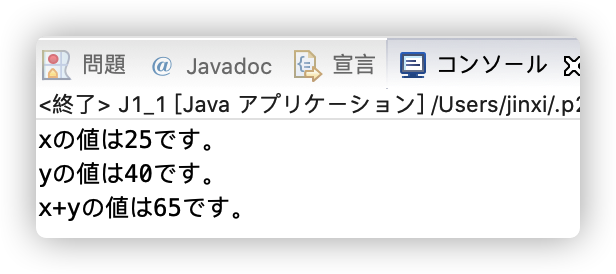 問題 @ Javadoc 宣言 コンソール
<終了> J1_1 [Java アプリケーション] /Users/jinxi/.p2
xの値は25です。
yの値は40です。
x+yの値は65です。